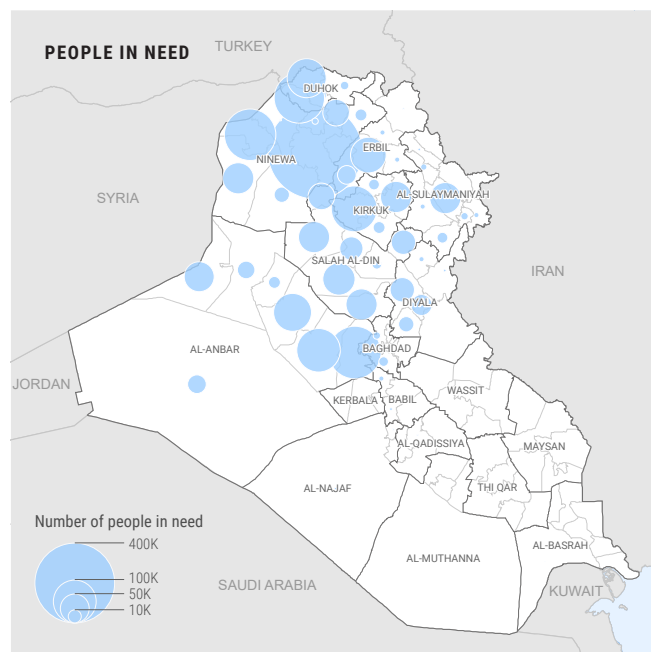 PEOPLE IN NEED
TURKEY
DUHOK
ERBIL
NINEWA
AL-SULAYMANIYAH
SYRIA
KIRKUK
SALAH AL-DIN
IRAN
DIYALA
BAGHDAD
AL-ANBAR
JORDAN
WASSIT
KERBALA
BABIL
AL-QADISSIYA
MAYSAN
AL-NAJAF
THI QAR
Number of people in need
400K
AL-BASRAH
AL-MUTHANNA
100K
SAUDI ARABIA
KUWAIT
50K
10K